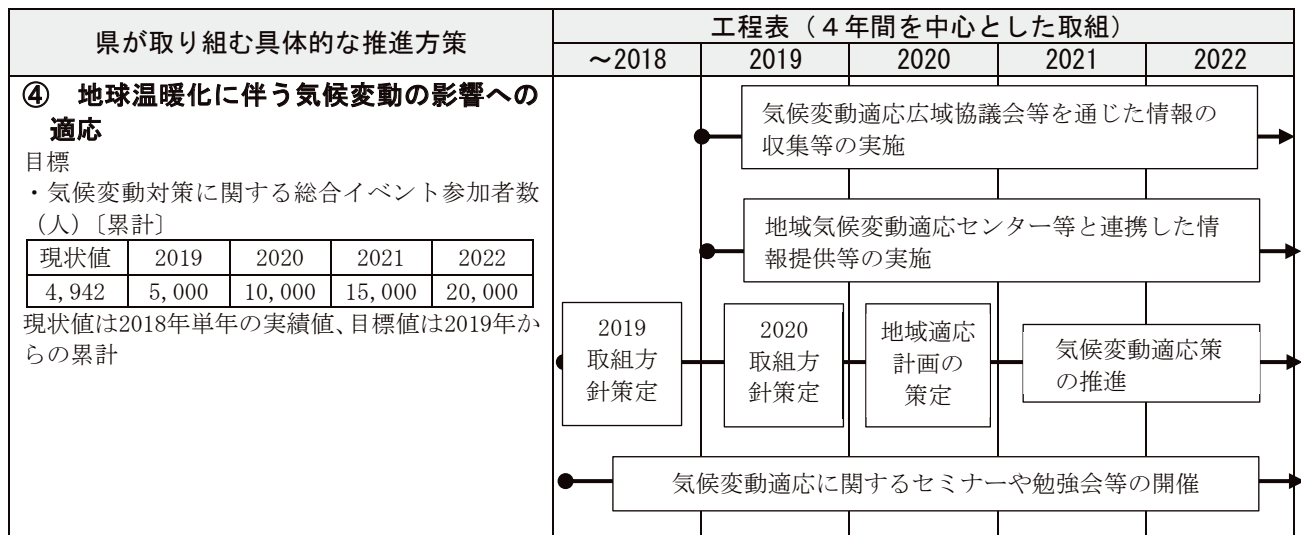 県が取り組む具体的な推進方策
工程表（４年間を中心とした取組）
～2018 2019 2020 2021 2022
④　地球温暖化に伴う気候変動の影響への
適応
目標
・気候変動対策に関する総合イベント参加者数
（人）〔累計〕
現状値 2019 2020 2021 2022
4,942 5,000 10,000 15,000 20,000
現状値は2018年単年の実績値、目標値は2019年か
らの累計
気候変動適応広域協議会等を通じた情報の
収集等の実施
地域気候変動適応センター等と連携した情
報提供等の実施
2019
取組方
針策定
2020
取組方
針策定
地域適応
計画の
策定
気候変動適応策
の推進
気候変動適応に関するセミナーや勉強会等の開催